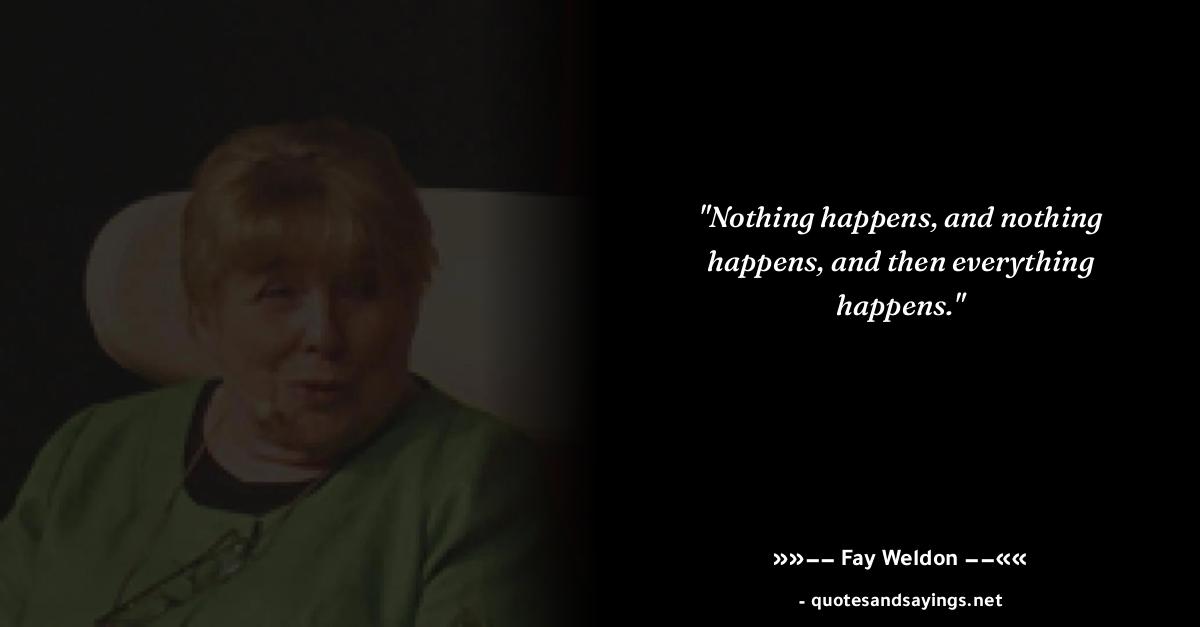 "Nothing happens, and nothing
happens, and then everything
happens."
»»−− Fay Weldon −−««
- quotesandsayings.net